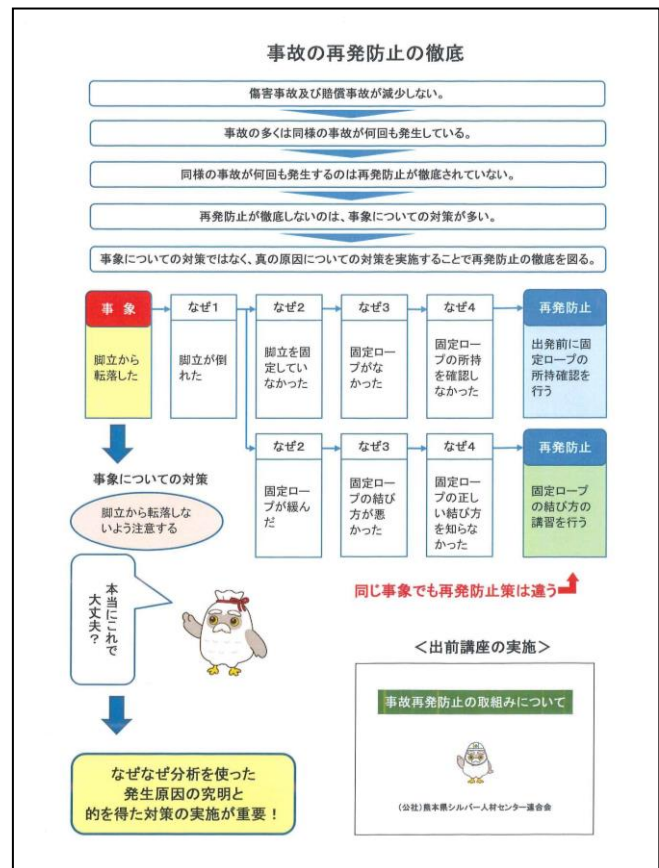 事故の再発防止の徹底
傷害事故及び賠償事故が減少しない。
事故の多くは同様の事故が何回も発生している。
同様の事故が何回も発生するのは再発防止が徹底されていない。
再発防止が徹底しないのは、事象についての対策が多い。
事象についての対策ではなく、真の原因についての対策を実施することで再発防止の徹底を図る。
事象
脚立から
転落した
なぜ1
脚立が倒
れた
なぜ2
脚立を固
定してい
なかった
なぜ3
固定ロー
プがな
かった
なぜ4
固定ロー
プの所持
を確認し
なかった
再発防止
出発前に固
定ロープの
所持確認を
行う
なぜ2
固定ロー
プが緩ん
だ
なぜ3
固定ロー
プの結び
方が悪
かった
なぜ4
固定ロー
プの正し
い結び方
を知らな
かった
再発防止
固定ロープ
の結び方の
講習を行う
事象についての対策
脚立から転落しな
いよう注意する
同じ事象でも再発防止策は違う
本当にこれで
大丈夫?
<出前講座の実施>
事故再発防止の取組みについて
(公社)熊本県シルバー人材センター連合会
なぜなぜ分析を使った
発生原因の究明と
的を得た対策の実施が重要!